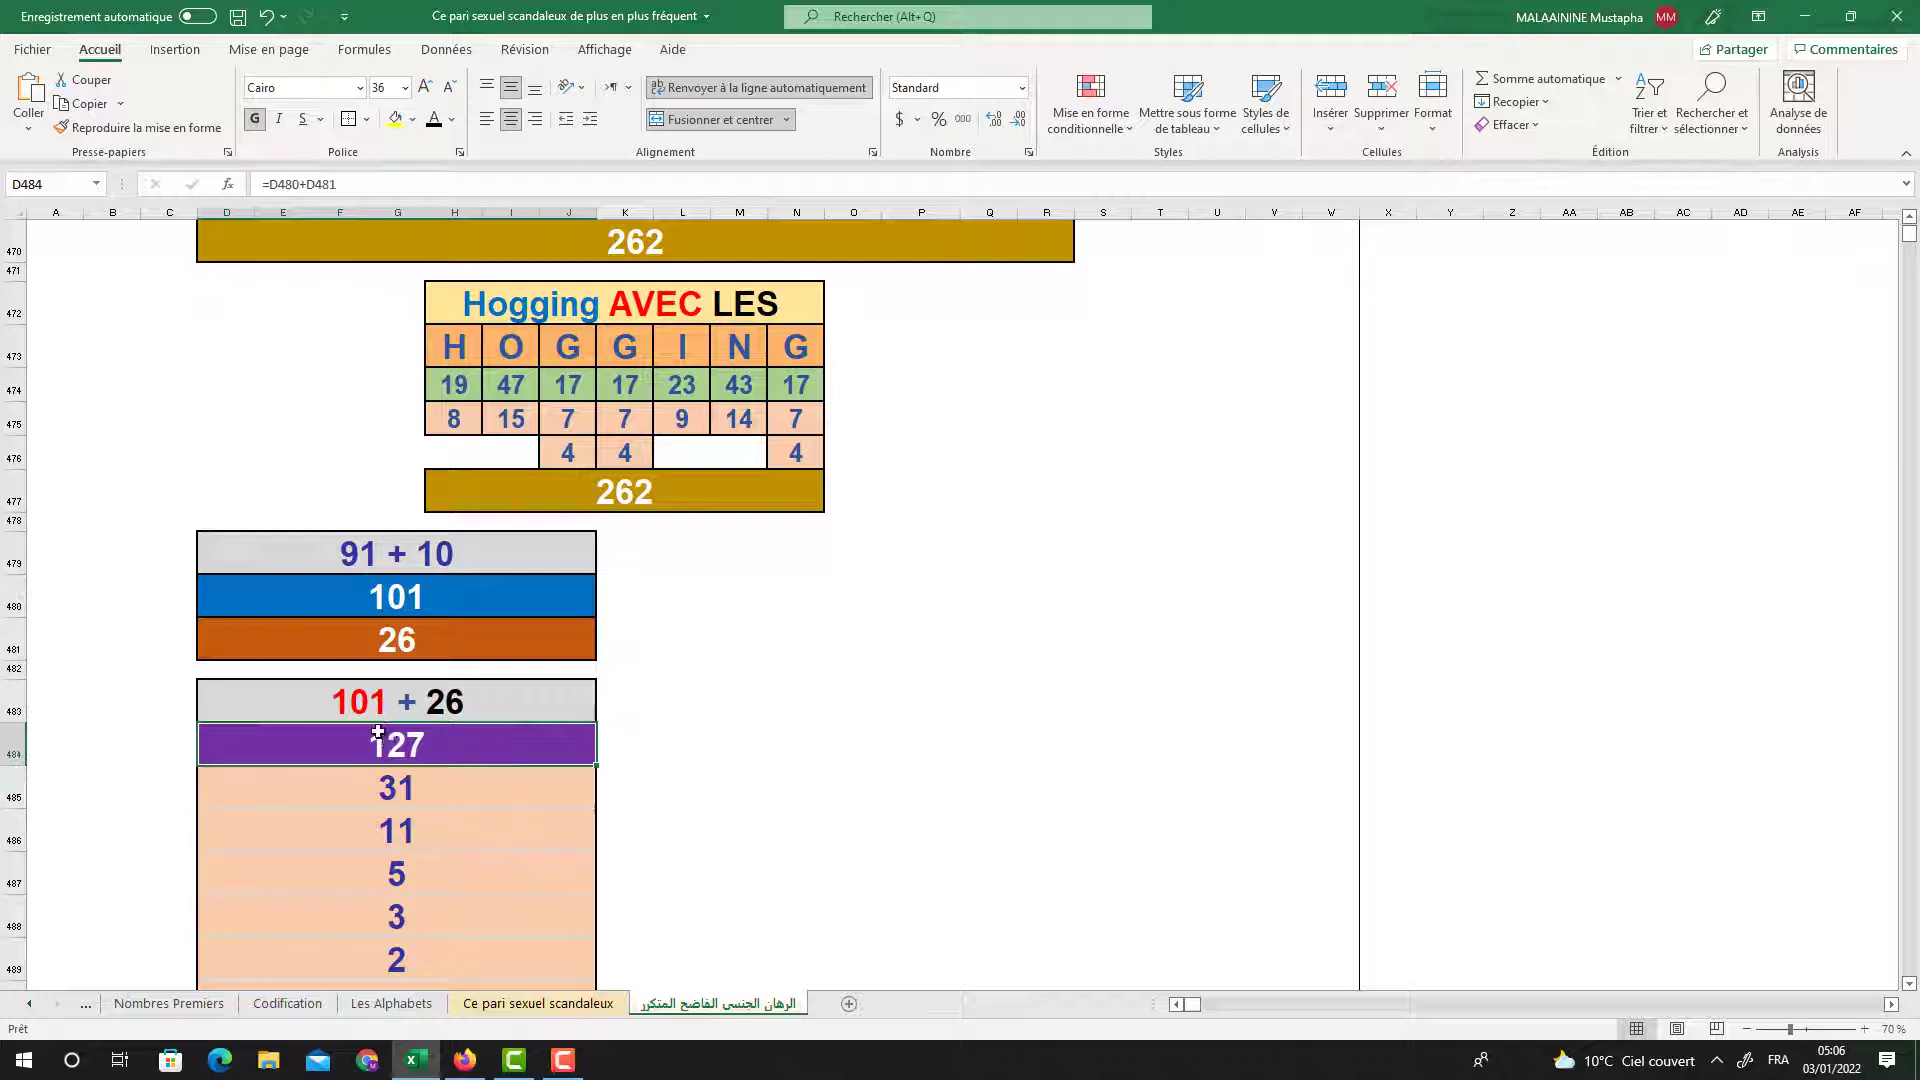 Enregistrement automatique
Ce pari sexuel scandaleux de plus en plus fréquent
Rechercher (Alt+Q)
MALAAININE Mustapha
MM
Fichier Accueil Insertion Mise en page Formules Données Révision Affichage Aide
Partager Commentaires
Coller
Couper
Copier
Reproduire la mise en forme
Presse-papiers
Cairo 36
G I S
Police
Renvoyer à la ligne automatiquement
Fusionner et centrer
Alignement
Standard
$ % 000
Nombre
Mise en forme conditionnelle
Mettre sous forme de tableau
Styles de cellules
Styles
Insérer Supprimer Format
Cellules
Somme automatique
Recopier
Effacer
Trier et filtrer
Rechercher et sélectionner
Édition
Analyse de données
Analysis
D484
fx
=D480+D481
A B C D E F G H I J K L M N O P Q R S T U V W X Y Z AA AB AC AD AE AF
470 262
471
472 Hogging AVEC LES
473 H O G G I N G
474 19 47 17 17 23 43 17
475 8 15 7 7 9 14 7
476 4 4 4
477 262
478
479 91 + 10
480 101
481 26
482
483 101 + 26
484 127
485 31
486 11
487 5
488 3
489 2
... Nombres Premiers Codification Les Alphabets Ce pari sexuel scandaleux الرهان الجنسي الفاضح المتكرر
Prêt
70 %
10°C Ciel couvert
FRA
05:06
03/01/2022